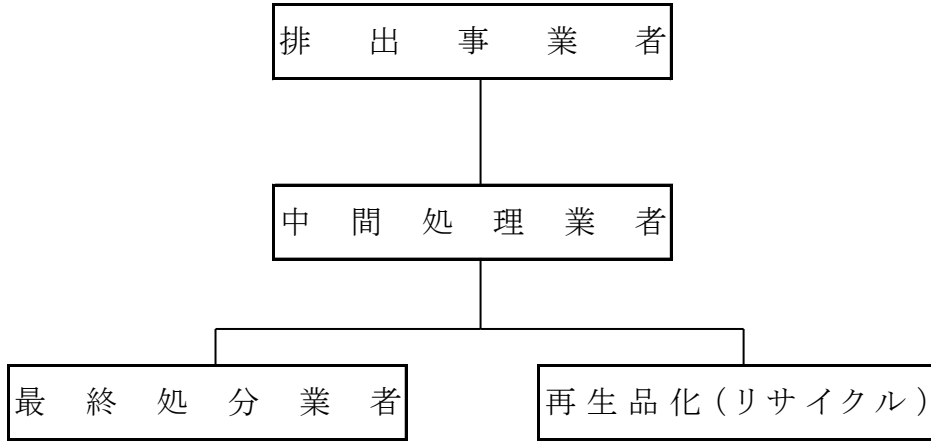 排出事業者
中間処理業者
最終処分業者
再生品化(リサイクル)